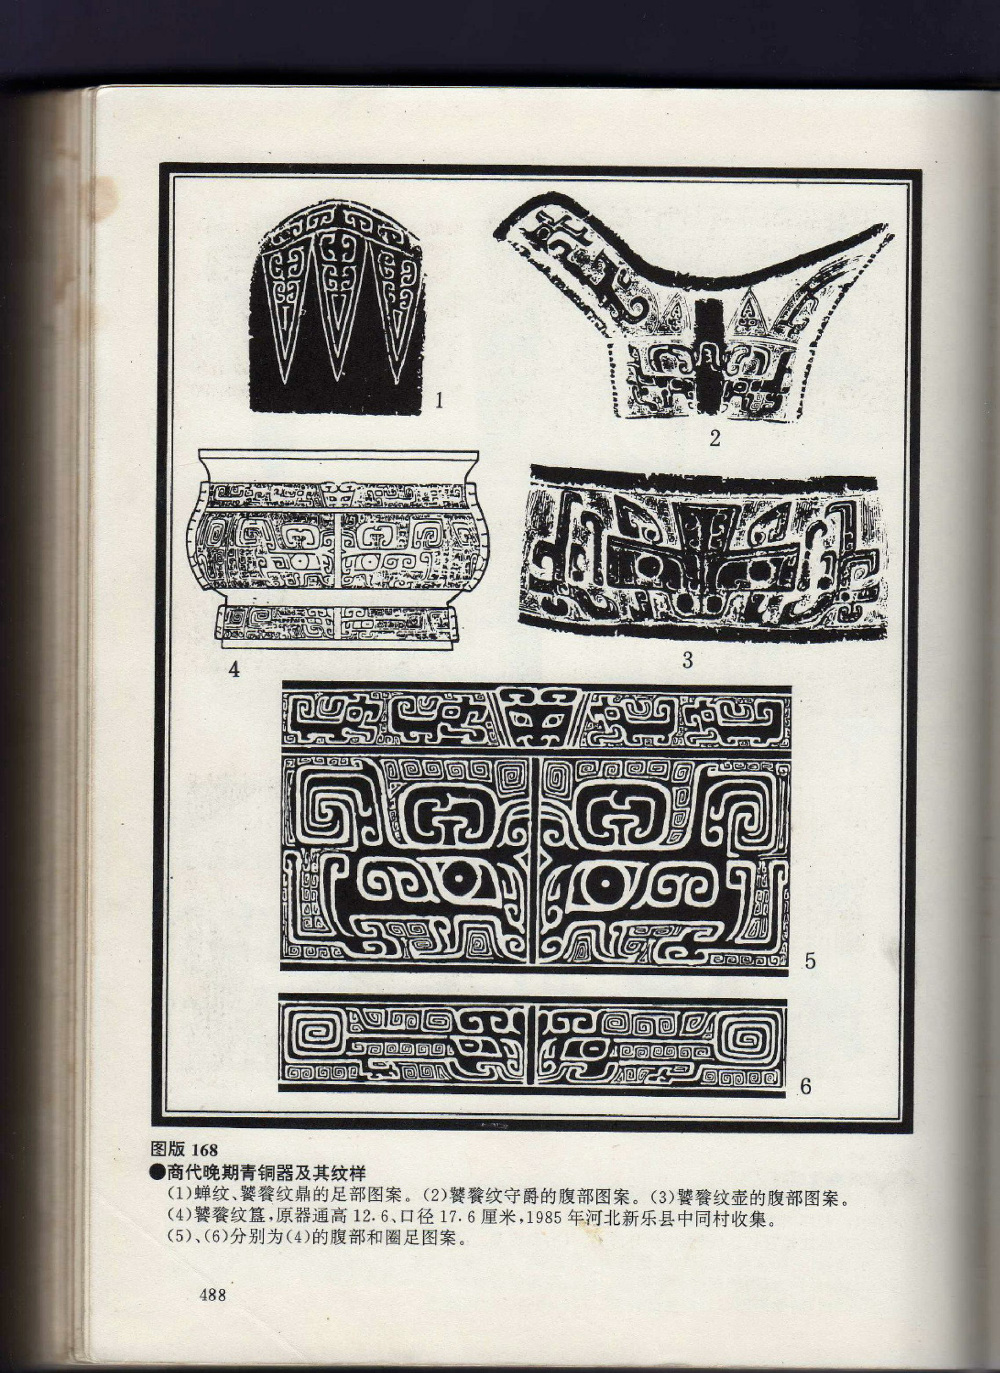 1
2
3
4
5
6
图版 168
●商代晚期青铜器及其纹样
(1)蝉纹、饕餮纹鼎的足部图案。(2)饕餮纹守爵的腹部图案。(3)饕餮纹壶的腹部图案。
(4)饕餮纹簋,原器通高 12.6、口径 17.6 厘米,1985 年河北新乐县中同村收集。
(5)、(6)分别为(4)的腹部和圈足图案。
488